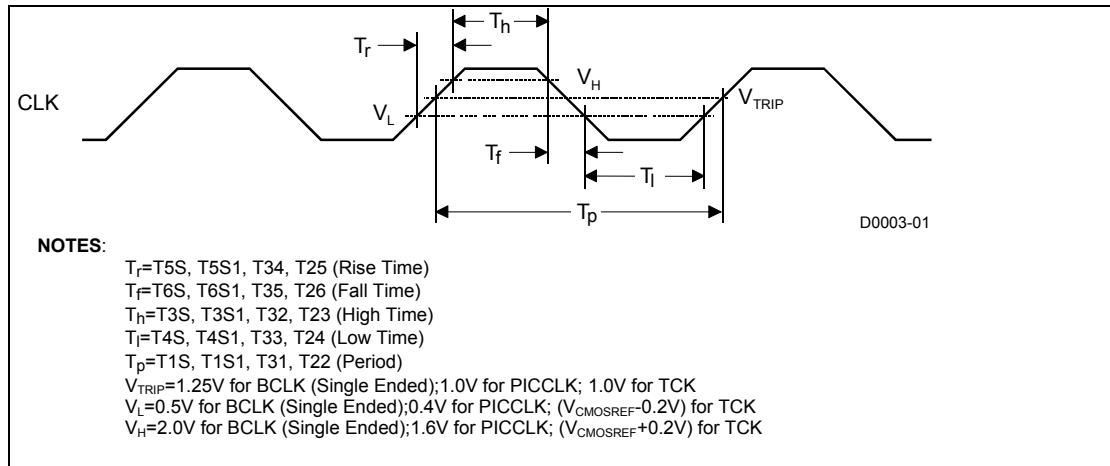 Th
Tr
VH
CLK
VTRIP
VL
Tf
Tl
Tp
D0003-01
NOTES:
Tr=T5S, T5S1, T34, T25 (Rise Time)
Tf=T6S, T6S1, T35, T26 (Fall Time)
Th=T3S, T3S1, T32, T23 (High Time)
Tl=T4S, T4S1, T33, T24 (Low Time)
Tp=T1S, T1S1, T31, T22 (Period)
VTRIP=1.25V for BCLK (Single Ended);1.0V for PICCLK; 1.0V for TCK
VL=0.5V for BCLK (Single Ended);0.4V for PICCLK; (VCMOSREF-0.2V) for TCK
VH=2.0V for BCLK (Single Ended);1.6V for PICCLK; (VCMOSREF+0.2V) for TCK